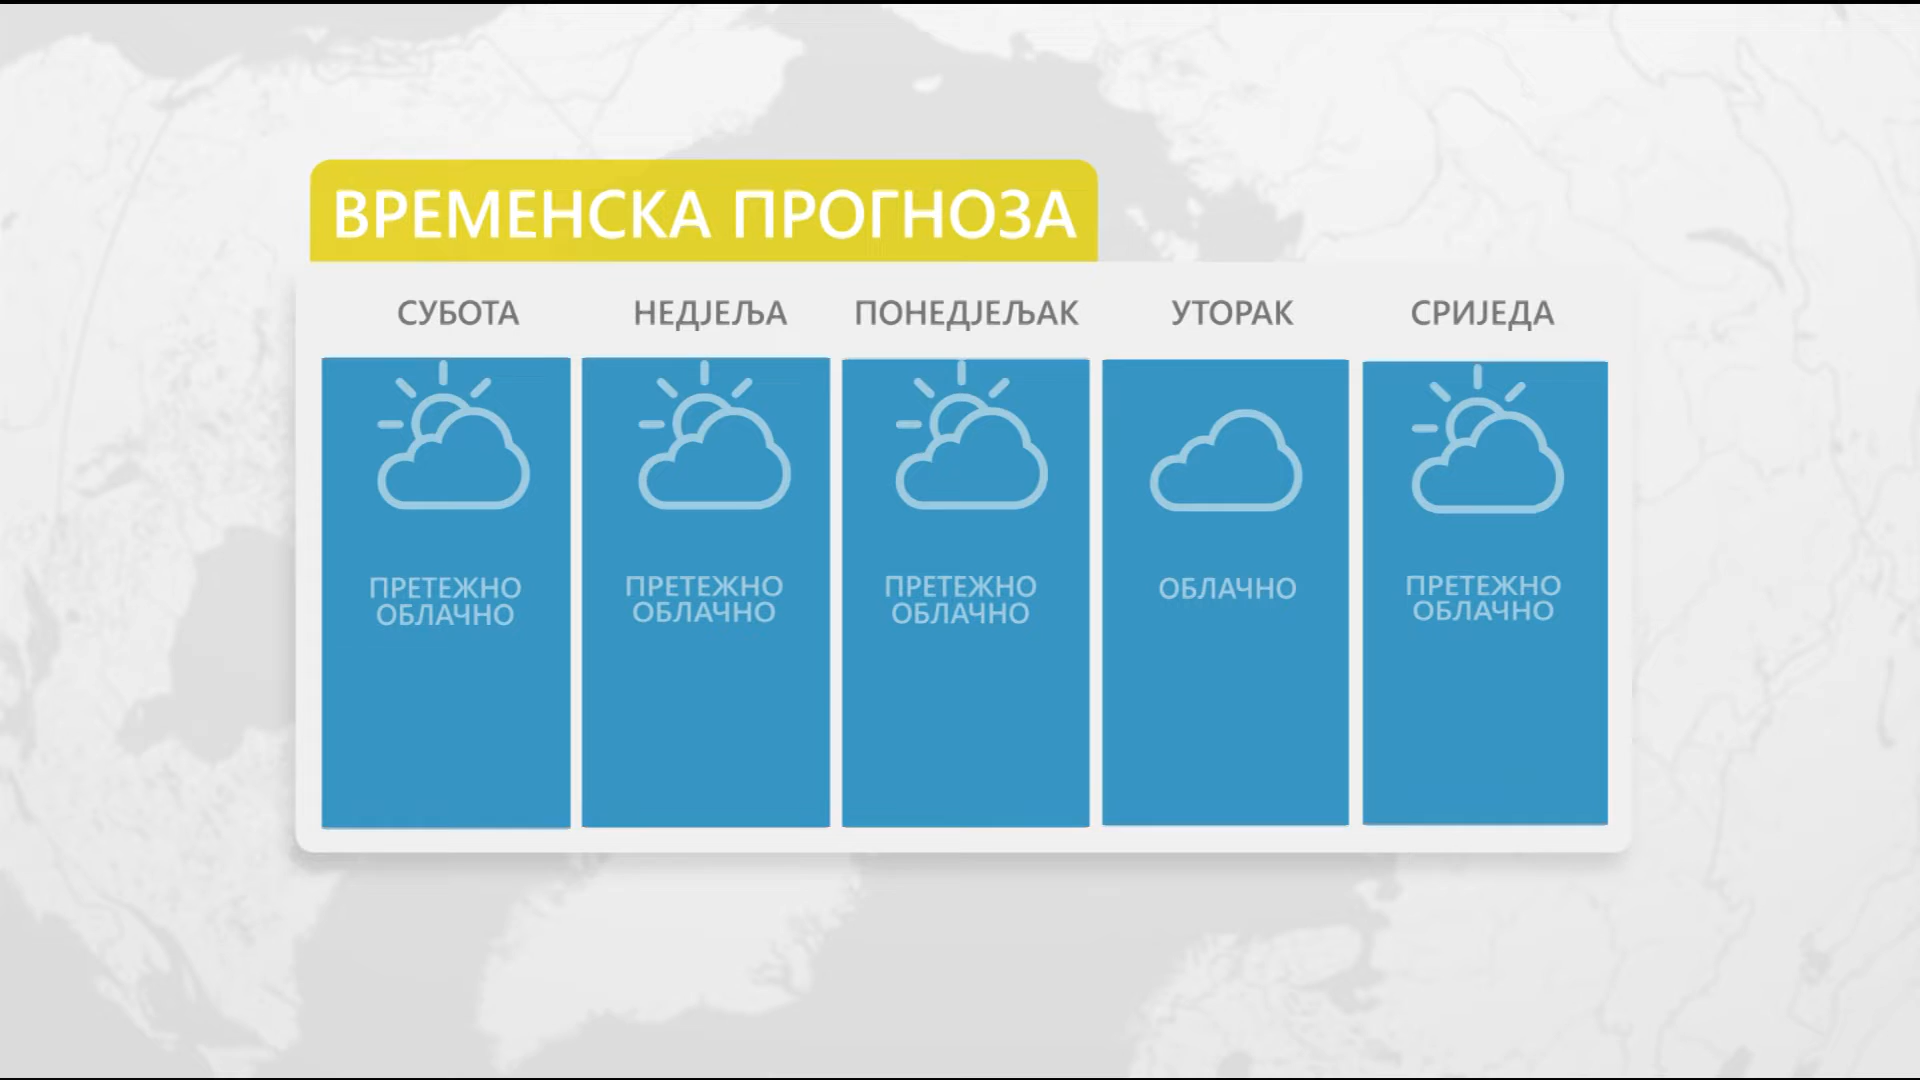 ВРЕМЕНСКА ПРОГНОЗА
СУБОТА
НЕДЈЕЉА
ПОНЕДЈЕЉАК
УТОРАК
СРИЈЕДА
ПРЕТЕЖНО
ОБЛАЧНО
ПРЕТЕЖНО
ОБЛАЧНО
ПРЕТЕЖНО
ОБЛАЧНО
ОБЛАЧНО
ПРЕТЕЖНО
ОБЛАЧНО